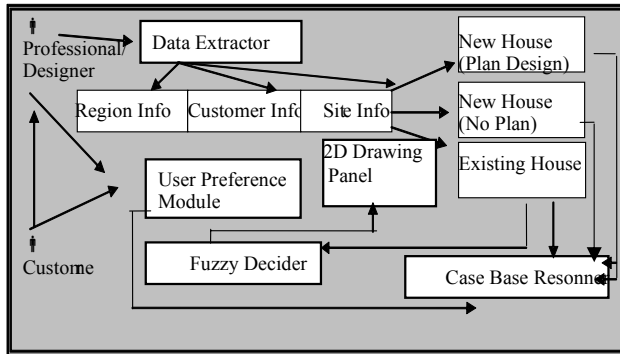 Professional/
Designer
Data Extractor
New House
(Plan Design)
Region Info
Customer Info
Site Info
New House
(No Plan)
2D Drawing
Panel
Existing House
User Preference
Module
Custome
Fuzzy Decider
Case Base Resonner